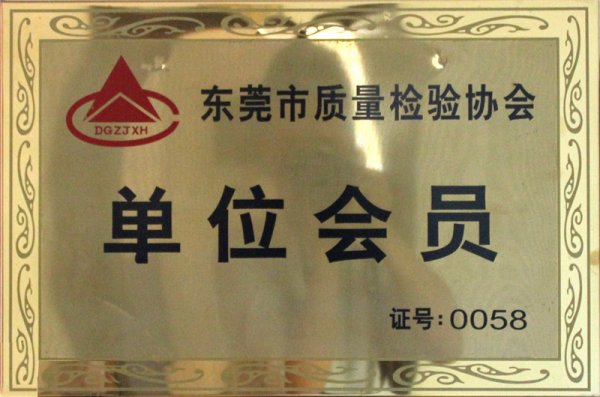 东莞市质量检验协会
DGZJXH
单位会员
证号:0058